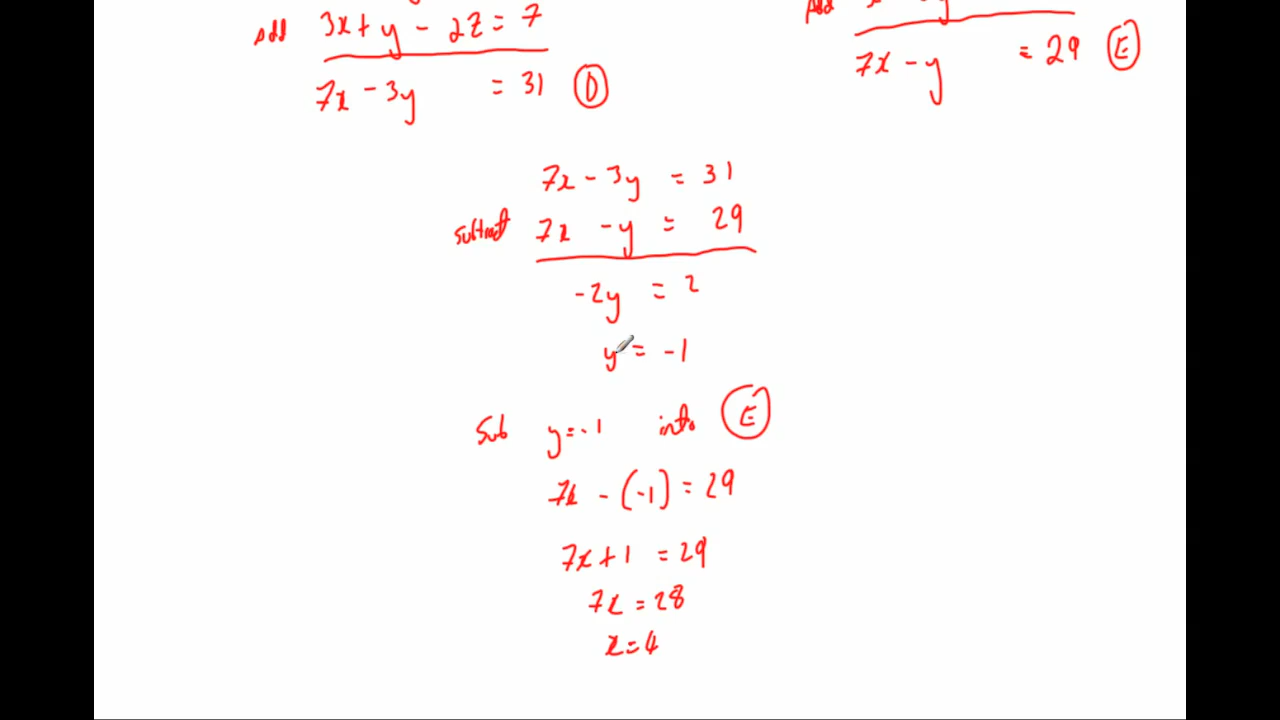 add 3x + y - 2z = 7
7x - 3y = 31 (D)
Add
7x - y = 29 (E)
7x - 3y = 31
subtract 7x - y = 29
-2y = 2
y = -1
Sub y = -1 into (E)
7x - (-1) = 29
7x + 1 = 29
7x = 28
x = 4